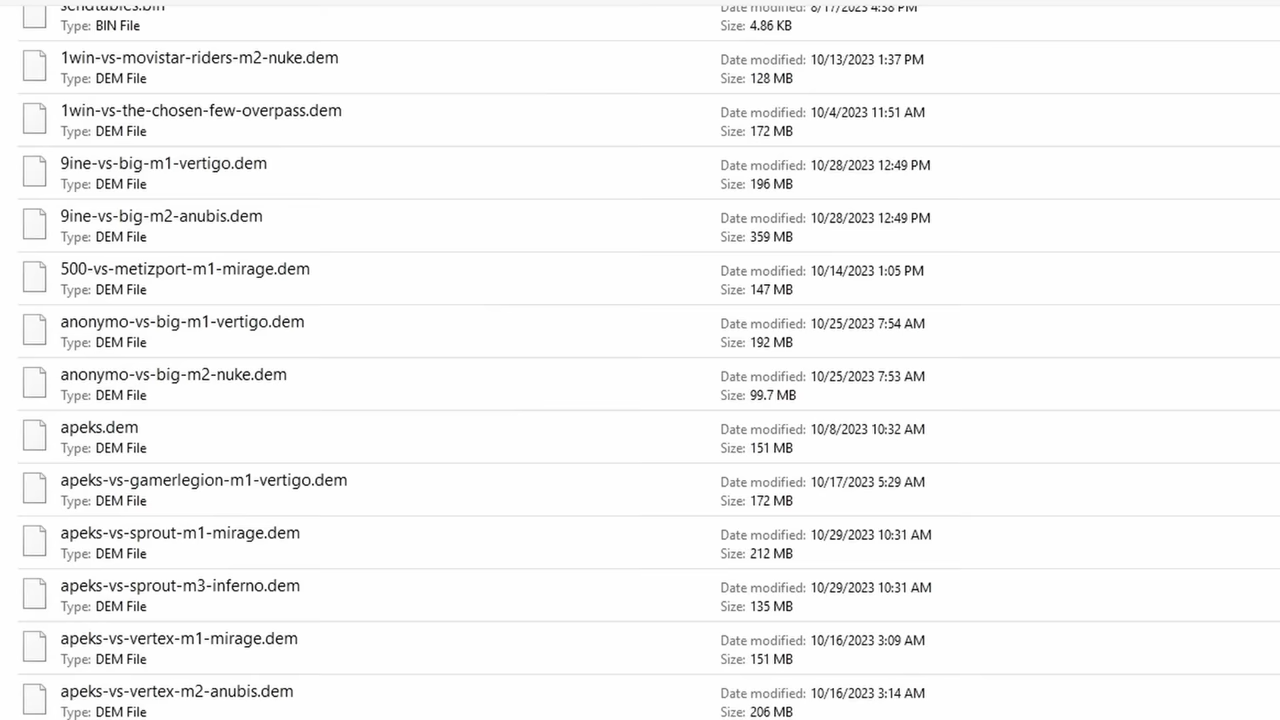 sendtables.bin Date modified: 8/17/2023 4:38 PM
Type: BIN File Size: 4.86 KB
1win-vs-movistar-riders-m2-nuke.dem Date modified: 10/13/2023 1:37 PM
Type: DEM File Size: 128 MB
1win-vs-the-chosen-few-overpass.dem Date modified: 10/4/2023 11:51 AM
Type: DEM File Size: 172 MB
9ine-vs-big-m1-vertigo.dem Date modified: 10/28/2023 12:49 PM
Type: DEM File Size: 196 MB
9ine-vs-big-m2-anubis.dem Date modified: 10/28/2023 12:49 PM
Type: DEM File Size: 359 MB
500-vs-metizport-m1-mirage.dem Date modified: 10/14/2023 1:05 PM
Type: DEM File Size: 147 MB
anonymo-vs-big-m1-vertigo.dem Date modified: 10/25/2023 7:54 AM
Type: DEM File Size: 192 MB
anonymo-vs-big-m2-nuke.dem Date modified: 10/25/2023 7:53 AM
Type: DEM File Size: 99.7 MB
apeks.dem Date modified: 10/8/2023 10:32 AM
Type: DEM File Size: 151 MB
apeks-vs-gamerlegion-m1-vertigo.dem Date modified: 10/17/2023 5:29 AM
Type: DEM File Size: 172 MB
apeks-vs-sprout-m1-mirage.dem Date modified: 10/29/2023 10:31 AM
Type: DEM File Size: 212 MB
apeks-vs-sprout-m3-inferno.dem Date modified: 10/29/2023 10:31 AM
Type: DEM File Size: 135 MB
apeks-vs-vertex-m1-mirage.dem Date modified: 10/16/2023 3:09 AM
Type: DEM File Size: 151 MB
apeks-vs-vertex-m2-anubis.dem Date modified: 10/16/2023 3:14 AM
Type: DEM File Size: 206 MB